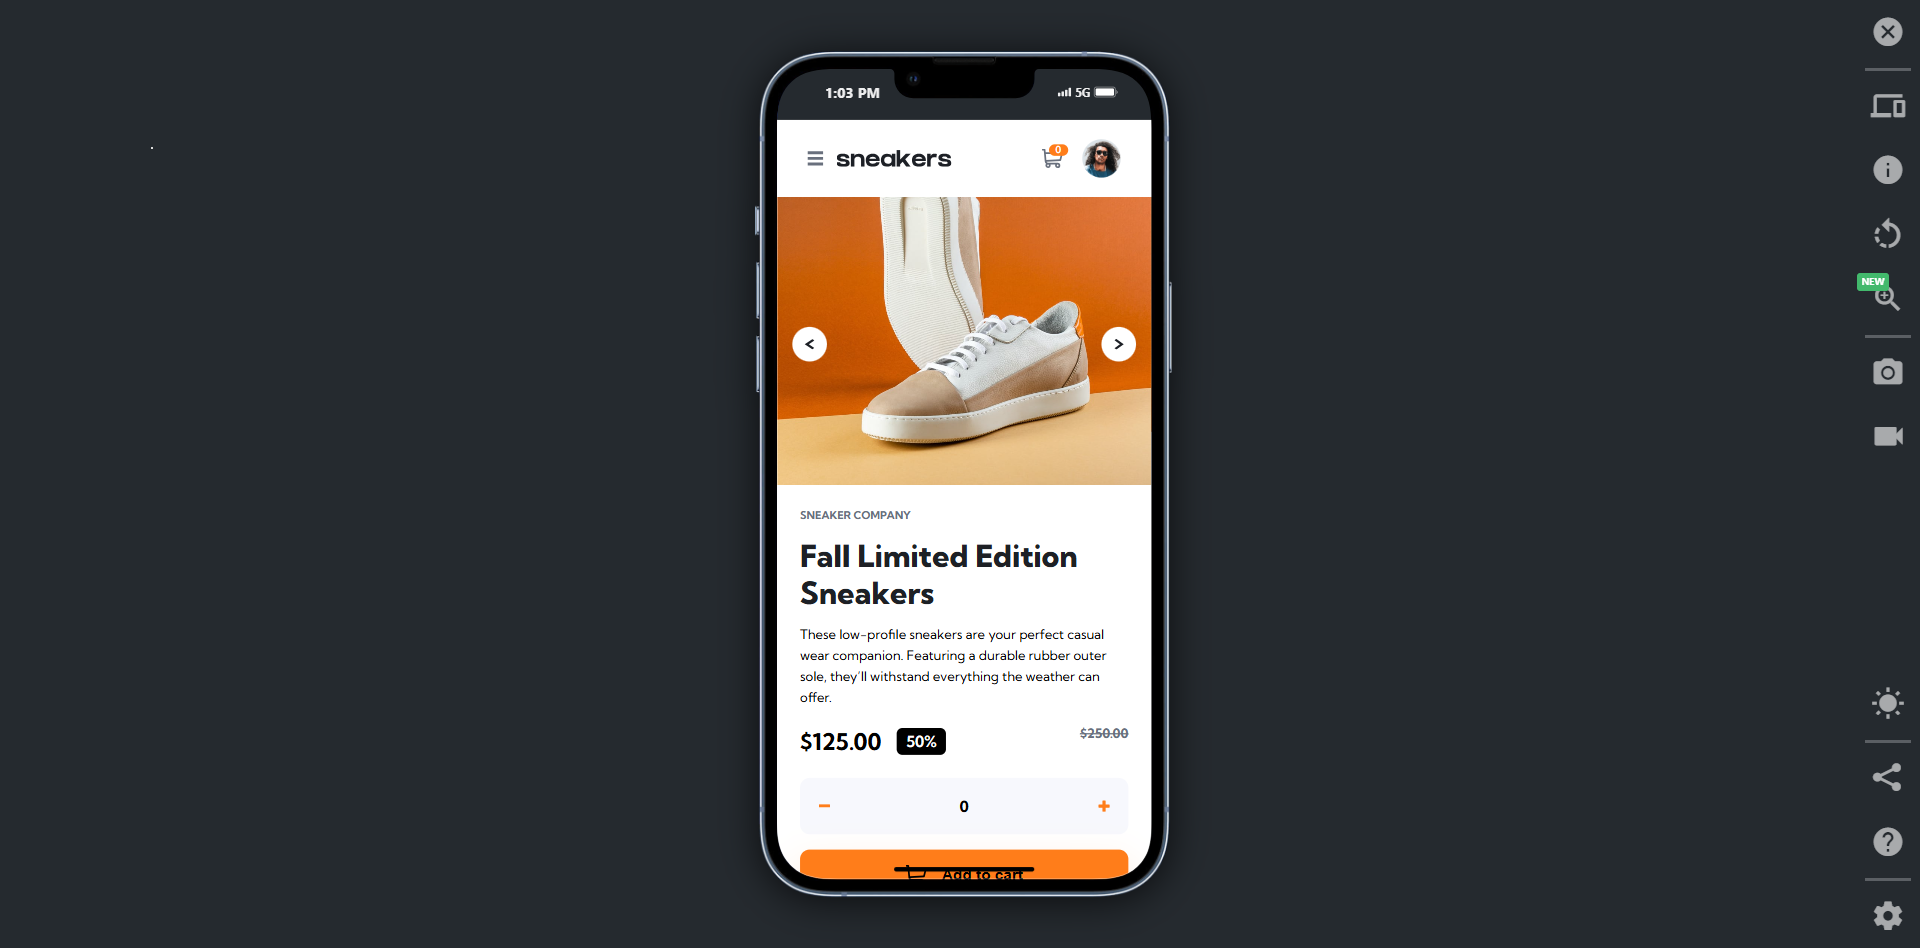 1:03 PM
5G
sneakers
0
NEW
<
>
SNEAKER COMPANY
Fall Limited Edition
Sneakers
These low-profile sneakers are your perfect casual
wear companion. Featuring a durable rubber outer
sole, they'll withstand everything the weather can
offer.
$125.00 50% $250.00
− 0 +
Add to cart